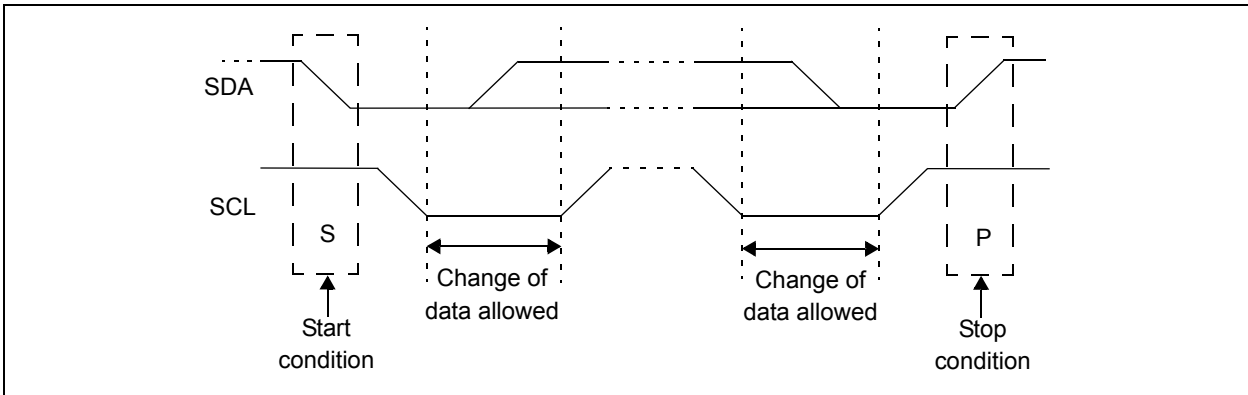 SDA
SCL
S
P
Change of
data allowed
Change of
data allowed
Start
condition
Stop
condition